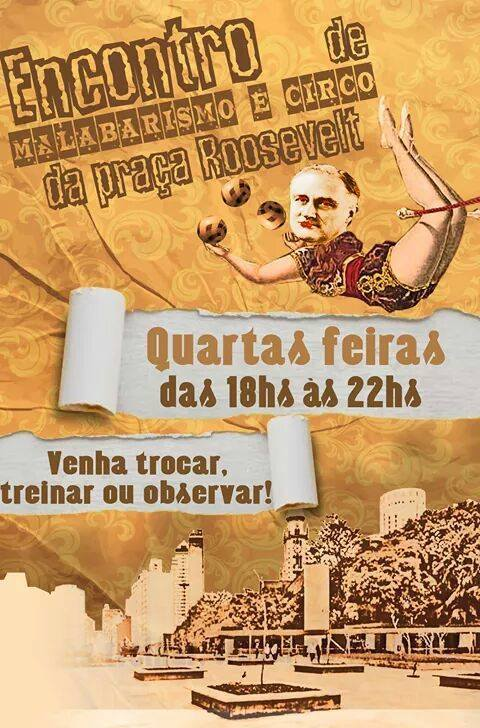 Encontro de
MALABARISMO E CIRCO
da praça Roosevelt
Quartas feiras
das 18hs às 22hs
Venha trocar,
treinar ou observar!